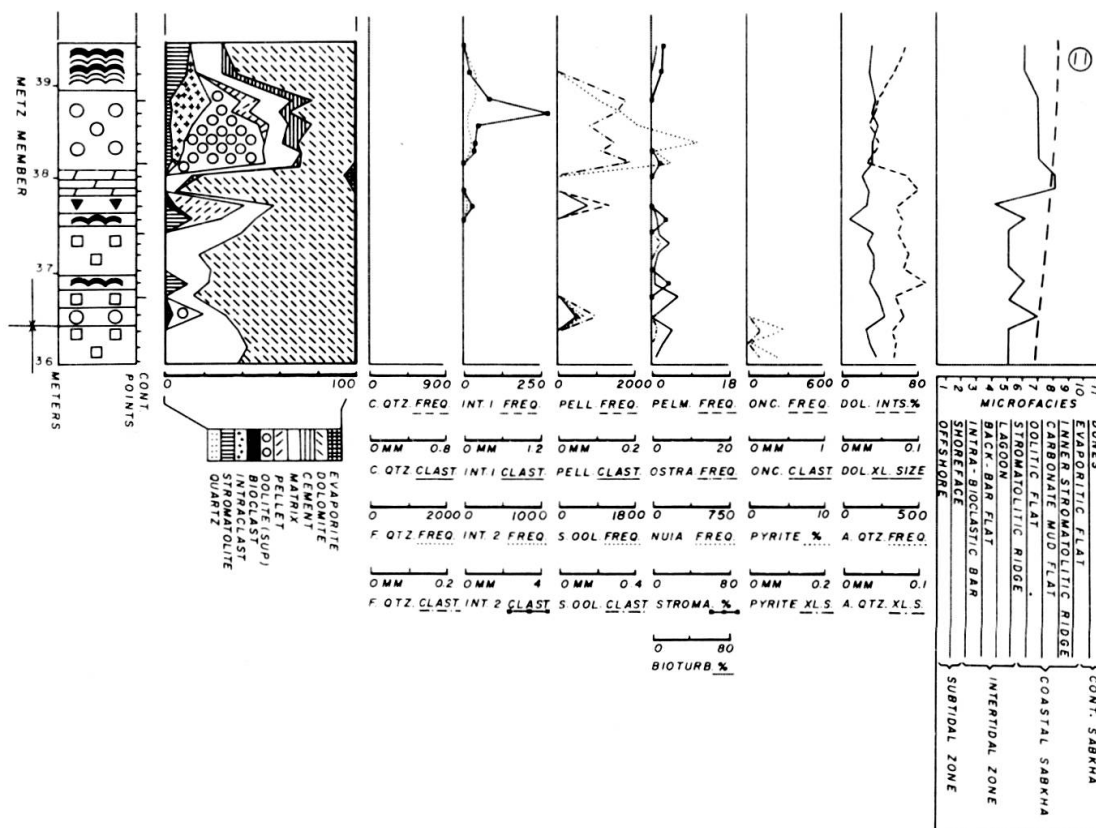 11
METZ MEMBER
39
38
37
36
METERS
CONT. POINTS
0 100
EVAPORITE
DOLOMITE
CEMENT
MATRIX
PELLET
OOLITE(SUP)
BIOCLAST
INTRACLAST
STROMATOLITE
QUARTZ
0 900 0 250 0 2000 0 18 0 600 0 80
C. QTZ. FREQ. INT. 1 FREQ. PELL. FREQ. PELM. FREQ. ONC. FREQ. DOL. INTS.%
0 MM 0.8 0 MM 1.2 0 MM 0.2 0 20 0 MM 1 0 MM 0.1
C. QTZ. CLAST INT. 1 CLAST. PELL. CLAST. OSTRA. FREQ. ONC. CLAST DOL. XL. SIZE
0 2000 0 1000 0 1800 0 750 0 10 0 500
F. QTZ. FREQ. INT 2 FREQ. S. OOL. FREQ. NUIA FREQ. PYRITE % A. QTZ. FREQ.
0 MM 0.2 0 MM 4 0 MM 0.4 0 80 0 MM 0.2 0 MM 0.1
F. QTZ. CLAST INT 2 CLAST S. OOL. CLAST STROMA. % PYRITE XL.S. A. QTZ. XL.S.
0 80
BIOTURB. %
MICROFACIES
11 DUNES
10 EVAPORITIC FLAT
9 INNER STROMATOLITIC RIDGE
8 CARBONATE MUD FLAT
7 OOLITIC FLAT
6 STROMATOLITIC RIDGE
5 LAGOON
4 BACK-BAR FLAT
3 INTRA-BIOCLASTIC BAR
2 SHOREFACE
1 OFFSHORE
CONT. SABKHA
COASTAL SABKHA
INTERTIDAL ZONE
SUBTIDAL ZONE